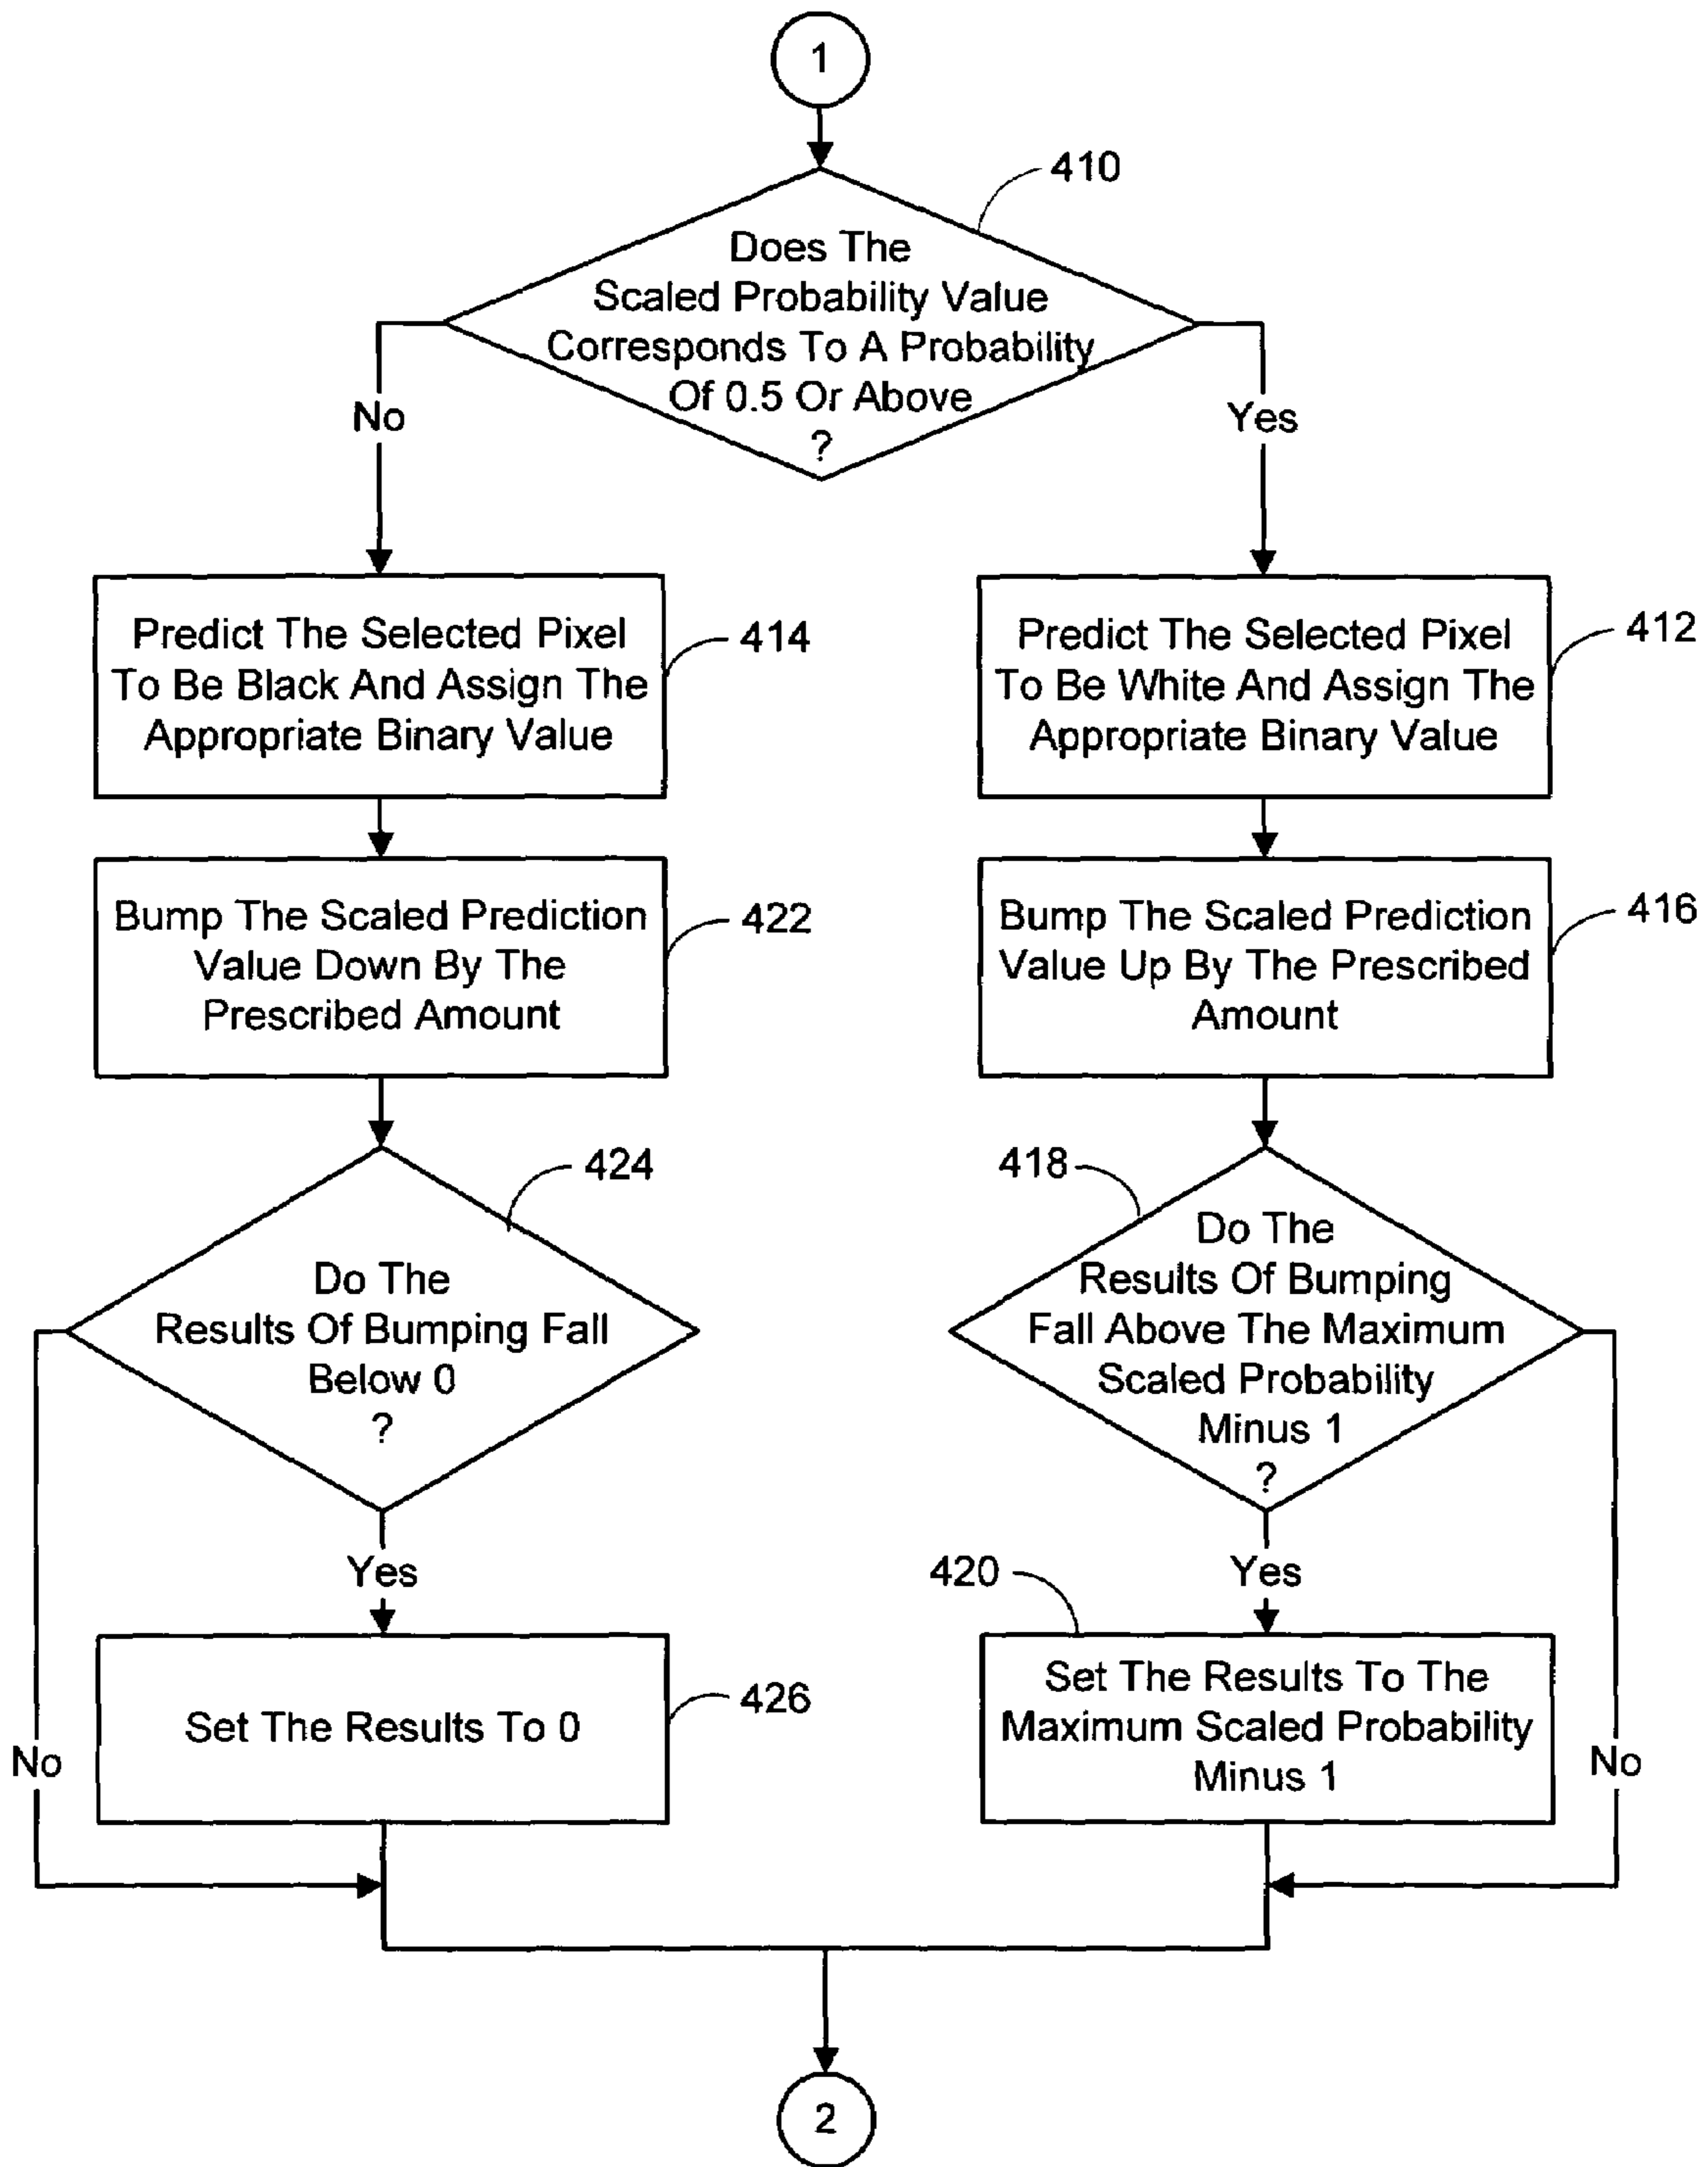 1
410
Does The
Scaled Probability Value
Corresponds To A Probability
Of 0.5 Or Above
?
No
Yes
Predict The Selected Pixel
To Be Black And Assign The
Appropriate Binary Value
414
Predict The Selected Pixel
To Be White And Assign The
Appropriate Binary Value
412
Bump The Scaled Prediction
Value Down By The
Prescribed Amount
422
Bump The Scaled Prediction
Value Up By The Prescribed
Amount
416
424
Do The
Results Of Bumping Fall
Below 0
?
418
Do The
Results Of Bumping
Fall Above The Maximum
Scaled Probability
Minus 1
?
Yes
420
Yes
Set The Results To 0
426
Set The Results To The
Maximum Scaled Probability
Minus 1
No
No
2